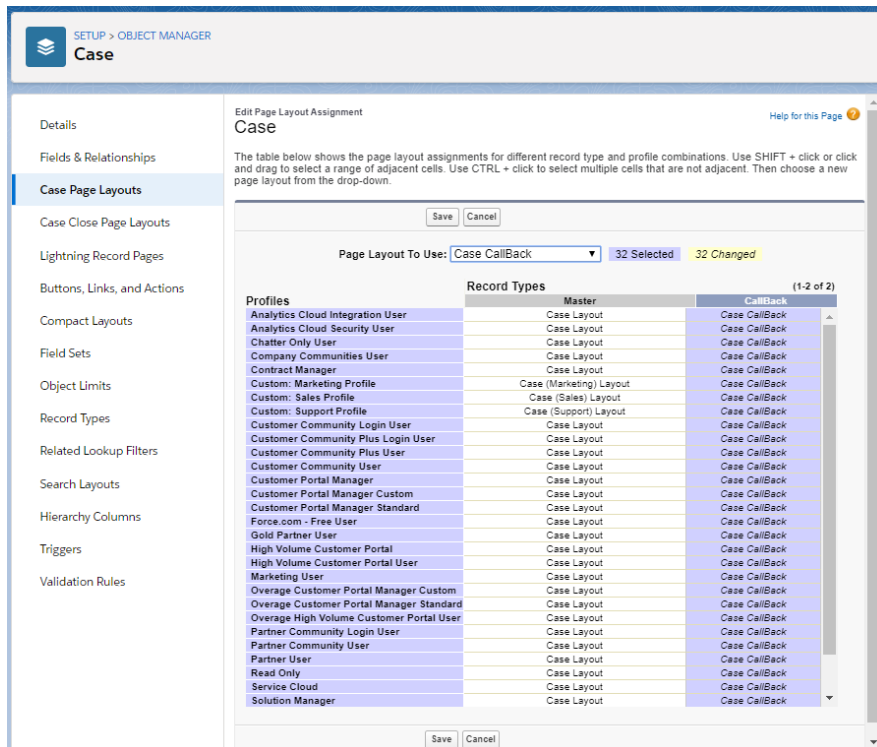 SETUP > OBJECT MANAGER
Case
Details
Fields & Relationships
Case Page Layouts
Case Close Page Layouts
Lightning Record Pages
Buttons, Links, and Actions
Compact Layouts
Field Sets
Object Limits
Record Types
Related Lookup Filters
Search Layouts
Hierarchy Columns
Triggers
Validation Rules
Edit Page Layout Assignment
Case
Help for this Page ?
The table below shows the page layout assignments for different record type and profile combinations. Use SHIFT + click or click
and drag to select a range of adjacent cells. Use CTRL + click to select multiple cells that are not adjacent. Then choose a new
page layout from the drop-down.
Save Cancel
Page Layout To Use: Case CallBack 32 Selected 32 Changed
Record Types (1-2 of 2)
Profiles Master CallBack
Analytics Cloud Integration User Case Layout Case CallBack
Analytics Cloud Security User Case Layout Case CallBack
Chatter Only User Case Layout Case CallBack
Company Communities User Case Layout Case CallBack
Contract Manager Case Layout Case CallBack
Custom: Marketing Profile Case (Marketing) Layout Case CallBack
Custom: Sales Profile Case (Sales) Layout Case CallBack
Custom: Support Profile Case (Support) Layout Case CallBack
Customer Community Login User Case Layout Case CallBack
Customer Community Plus Login User Case Layout Case CallBack
Customer Community Plus User Case Layout Case CallBack
Customer Community User Case Layout Case CallBack
Customer Portal Manager Case Layout Case CallBack
Customer Portal Manager Custom Case Layout Case CallBack
Customer Portal Manager Standard Case Layout Case CallBack
Force.com - Free User Case Layout Case CallBack
Gold Partner User Case Layout Case CallBack
High Volume Customer Portal Case Layout Case CallBack
High Volume Customer Portal User Case Layout Case CallBack
Marketing User Case Layout Case CallBack
Overage Customer Portal Manager Custom Case Layout Case CallBack
Overage Customer Portal Manager Standard Case Layout Case CallBack
Overage High Volume Customer Portal User Case Layout Case CallBack
Partner Community Login User Case Layout Case CallBack
Partner Community User Case Layout Case CallBack
Partner User Case Layout Case CallBack
Read Only Case Layout Case CallBack
Service Cloud Case Layout Case CallBack
Solution Manager Case Layout Case CallBack
Save Cancel